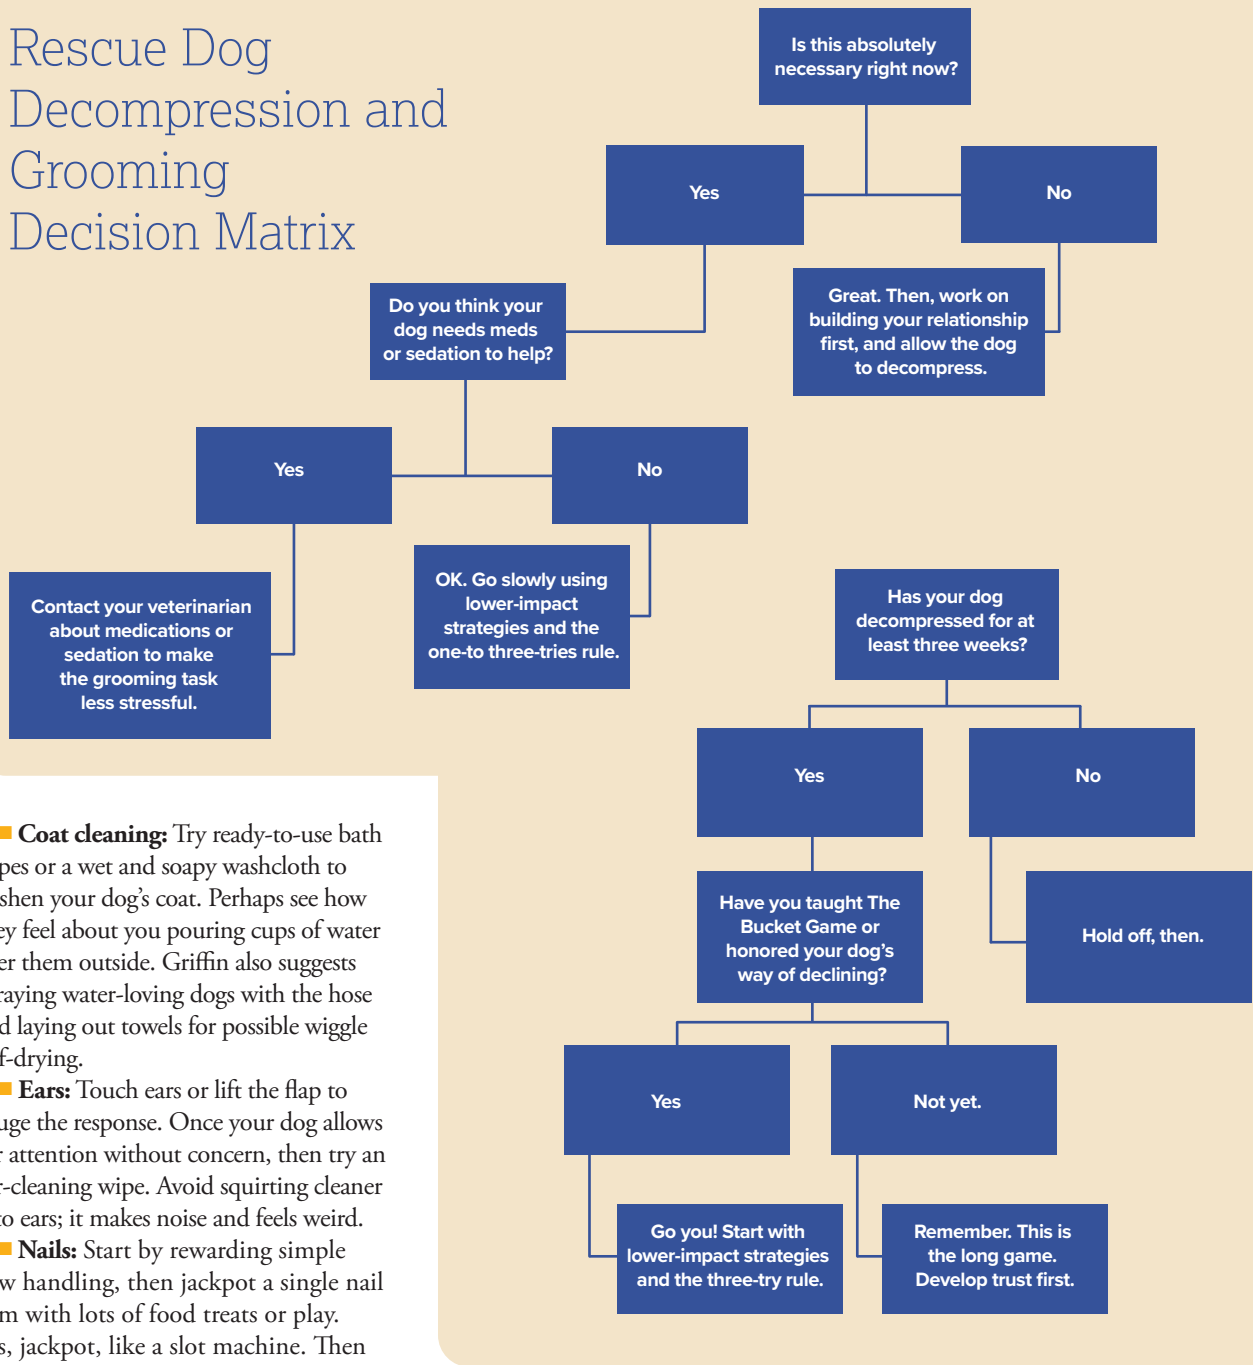 Rescue Dog
Decompression and
Grooming
Decision Matrix
Is this absolutely
necessary right now?
Yes
No
Great. Then, work on
building your relationship
first, and allow the dog
to decompress.
Do you think your
dog needs meds
or sedation to help?
Yes
No
Contact your veterinarian
about medications or
sedation to make
the grooming task
less stressful.
OK. Go slowly using
lower-impact
strategies and the
one-to three-tries rule.
Has your dog
decompressed for at
least three weeks?
Yes
No
Have you taught The
Bucket Game or
honored your dog's
way of declining?
Hold off, then.
Yes
Not yet.
Go you! Start with
lower-impact strategies
and the three-try rule.
Remember. This is
the long game.
Develop trust first.
Coat cleaning: Try ready-to-use bath
or a wet and soapy washcloth to
your dog's coat. Perhaps see how
feel about you pouring cups of water
them outside. Griffin also suggests
water-loving dogs with the hose
laying out towels for possible wiggle
Ears: Touch ears or lift the flap to
the response. Once your dog allows
attention without concern, then try an
-cleaning wipe. Avoid squirting cleaner
ears; it makes noise and feels weird.
Nails: Start by rewarding simple
handling, then jackpot a single nail
with lots of food treats or play.
jackpot, like a slot machine. Then